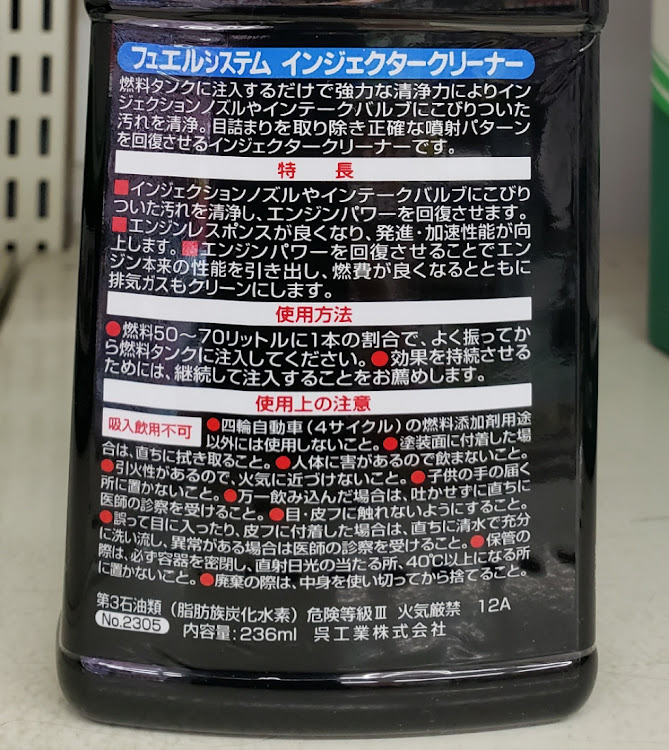 フュエルシステム インジェクタークリーナー
燃料タンクに注入するだけで強力な清浄力によりイン
ジェクションノズルやインテークバルブにこびりついた
汚れを清浄。目詰まりを取り除き正確な噴射パターン
を回復させるインジェクタークリーナーです。
特 長
■インジェクションノズルやインテークバルブにこびり
ついた汚れを清浄し、エンジンパワーを回復させます。
■エンジンレスポンスが良くなり、発進・加速性能が向
上します。■エンジンパワーを回復させることでエン
ジン本来の性能を引き出し、燃費が良くなるとともに
排気ガスもクリーンにします。
使用方法
●燃料50～70リットルに1本の割合で、よく振ってか
ら燃料タンクに注入してください。●効果を持続させる
ためには、継続して注入することをお薦めします。
使用上の注意
吸入飲用不可 ●四輪自動車(4サイクル)の燃料添加剤用途
以外には使用しないこと。●塗装面に付着した場
合は、直ちに拭き取ること。●人体に害があるので飲まないこと。
●引火性があるので、火気に近づけないこと。●子供の手の届く
所に置かないこと。●万一飲み込んだ場合は、吐かせずに直ちに
医師の診察を受けること。●目・皮フに触れないようにすること。
●誤って目に入ったり、皮フに付着した場合は、直ちに清水で充分
に洗い流し、異常がある場合は医師の診察を受けること。●保管の
際は、必ず容器を密閉し、直射日光の当たる所、40℃以上になる所
に置かないこと。●廃棄の際は、中身を使い切ってから捨てること。
第3石油類(脂肪族炭化水素)危険等級Ⅲ 火気厳禁 12A
No.2305 内容量:236ml 呉工業株式会社